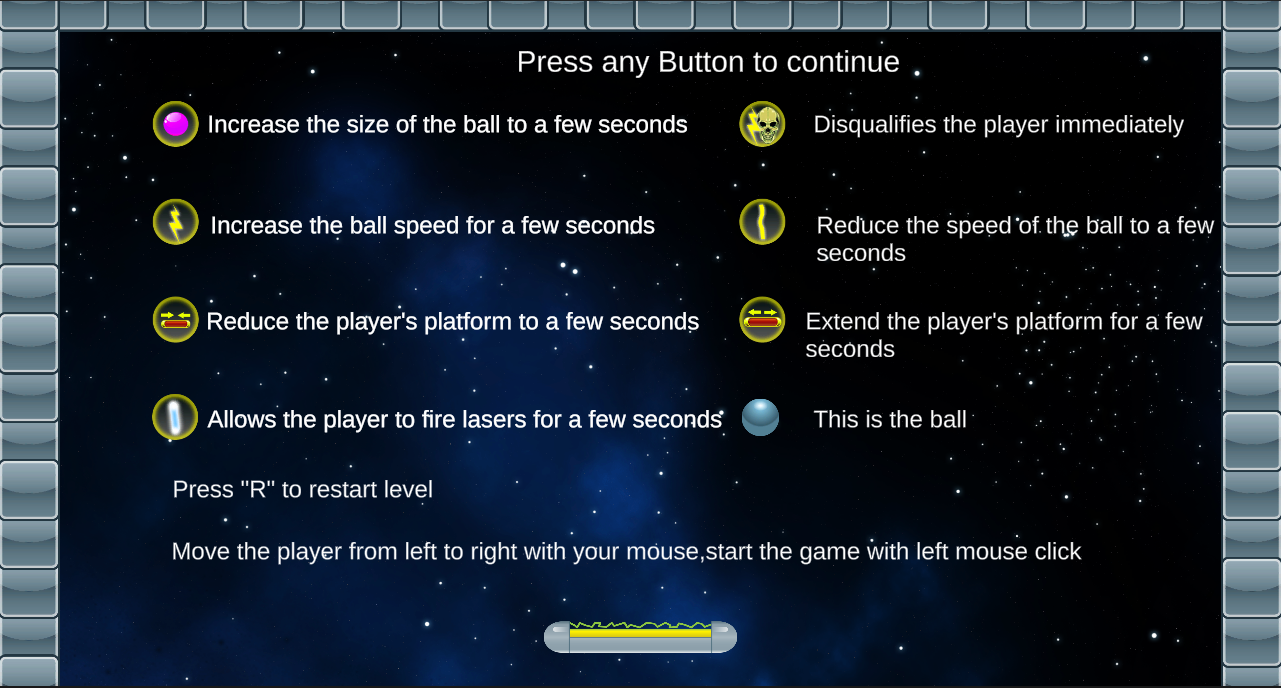 Press any Button to continue
Increase the size of the ball to a few seconds
Disqualifies the player immediately
Increase the ball speed for a few seconds
Reduce the speed of the ball to a few
seconds
Reduce the player's platform to a few seconds
Extend the player's platform for a few
seconds
Allows the player to fire lasers for a few seconds
This is the ball
Press "R" to restart level
Move the player from left to right with your mouse,start the game with left mouse click